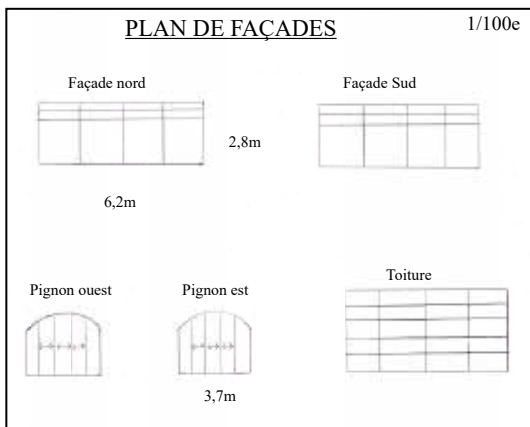 PLAN DE FAÇADES
1/100e
Façade nord
Façade Sud
2,8m
6,2m
Pignon ouest
Pignon est
Toiture
3,7m